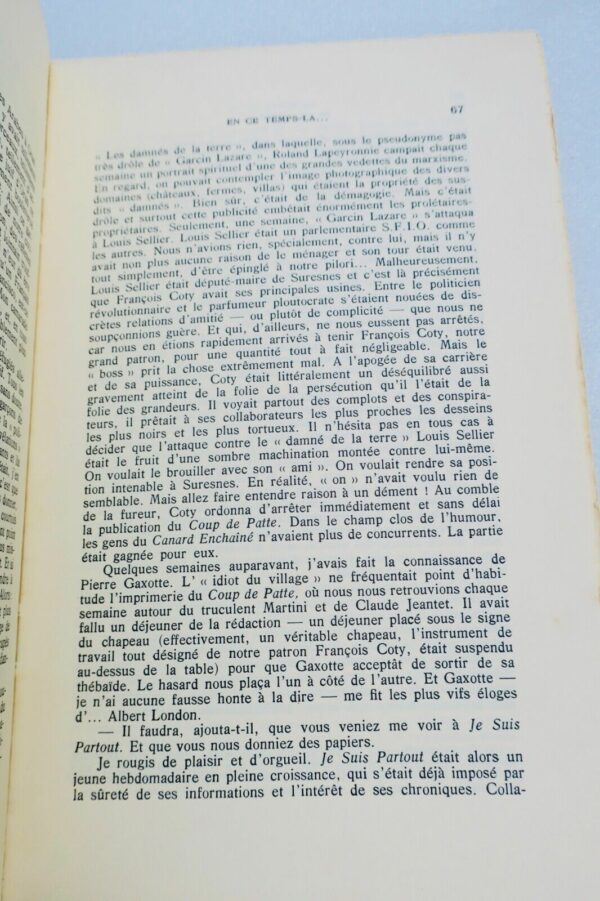 EN CE TEMPS-LA... 67
« Les damnés de la terre », dans laquelle, sous le pseudonyme pas
très drôle de « Garcin Lazare », Roland Lapeyronnie campait chaque
semaine un portrait spirituel d'une des grandes vedettes du marxisme.
En regard, on pouvait contempler l'image photographique des divers
domaines (châteaux, fermes, villas) qui étaient la propriété des sus-
dits « damnés ». Bien sûr, c'était de la démagogie. Mais c'était
drôle et surtout cette publicité embêtait énormément les prolétaires-
propriétaires. Seulement, une semaine, « Garcin Lazare » s'attaqua
à Louis Sellier. Louis Sellier était un parlementaire S.F.I.O. comme
les autres. Nous n'avions rien, spécialement, contre lui, mais il n'y
avait non plus aucune raison de le ménager et son tour était venu,
tout simplement, d'être épinglé à notre pilori... Malheureusement,
Louis Sellier était député-maire de Suresnes et c'est là précisément
que François Coty avait ses principales usines. Entre le politicien
révolutionnaire et le parfumeur ploutocrate s'étaient nouées de dis-
crètes relations d'amitié — ou plutôt de complicité — que nous ne
soupçonnions guère. Et qui, d'ailleurs, ne nous eussent pas arrêtés,
car nous en étions rapidement arrivés à tenir François Coty, notre
grand patron, pour une quantité tout à fait négligeable. Mais le
« boss » prit la chose extrêmement mal. A l'apogée de sa carrière
et de sa puissance, Coty était littéralement un déséquilibré aussi
gravement atteint de la folie de la persécution qu'il l'était de la
folie des grandeurs. Il voyait partout des complots et des conspira-
teurs, il prêtait à ses collaborateurs les plus proches les desseins
les plus noirs et les plus tortueux. Il n'hésita pas en tous cas à
décider que l'attaque contre le « damné de la terre » Louis Sellier
était le fruit d'une sombre machination montée contre lui-même.
On voulait le brouiller avec son « ami ». On voulait rendre sa posi-
tion intenable à Suresnes. En réalité, « on » n'avait voulu rien de
semblable. Mais allez faire entendre raison à un dément ! Au comble
de la fureur, Coty ordonna d'arrêter immédiatement et sans délai
la publication du Coup de Patte. Dans le champ clos de l'humour,
les gens du Canard Enchaîné n'avaient plus de concurrents. La partie
était gagnée pour eux.
Quelques semaines auparavant, j'avais fait la connaissance de
Pierre Gaxotte. L' « idiot du village » ne fréquentait point d'habi-
tude l'imprimerie du Coup de Patte, où nous nous retrouvions chaque
semaine autour du truculent Martini et de Claude Jeantet. Il avait
fallu un déjeuner de la rédaction — un déjeuner placé sous le signe
du chapeau (effectivement, un véritable chapeau, l'instrument de
travail tout désigné de notre patron François Coty, était suspendu
au-dessus de la table) pour que Gaxotte acceptât de sortir de sa
thébaïde. Le hasard nous plaça l'un à côté de l'autre. Et Gaxotte —
je n'ai aucune fausse honte à la dire — me fit les plus vifs éloges
d'... Albert London.
— Il faudra, ajouta-t-il, que vous veniez me voir à Je Suis
Partout. Et que vous nous donniez des papiers.
Je rougis de plaisir et d'orgueil. Je Suis Partout était alors un
jeune hebdomadaire en pleine croissance, qui s'était déjà imposé par
la sûreté de ses informations et l'intérêt de ses chroniques. Colla-